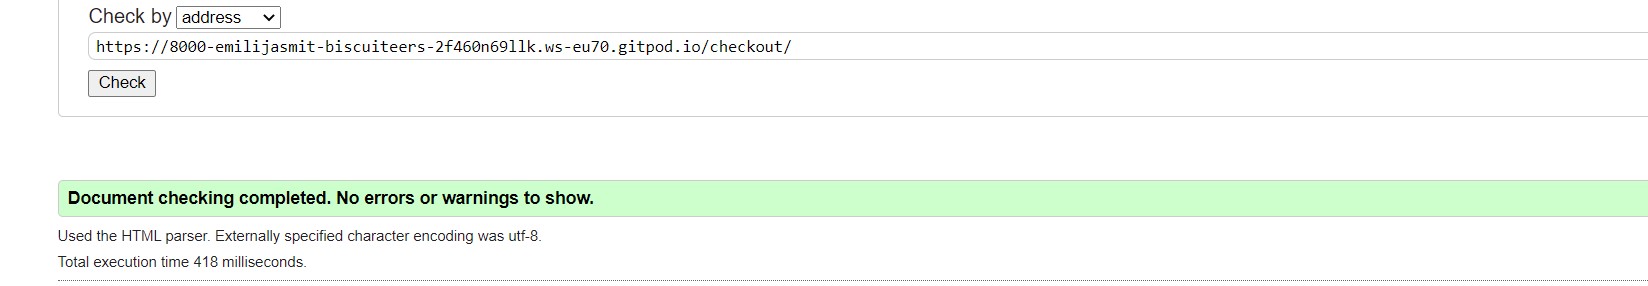 Check by address
https://8000-emilijasmit-biscuiteers-2f460n69llk.ws-eu70.gitpod.io/checkout/
Check
Document checking completed. No errors or warnings to show.
Used the HTML parser. Externally specified character encoding was utf-8.
Total execution time 418 milliseconds.